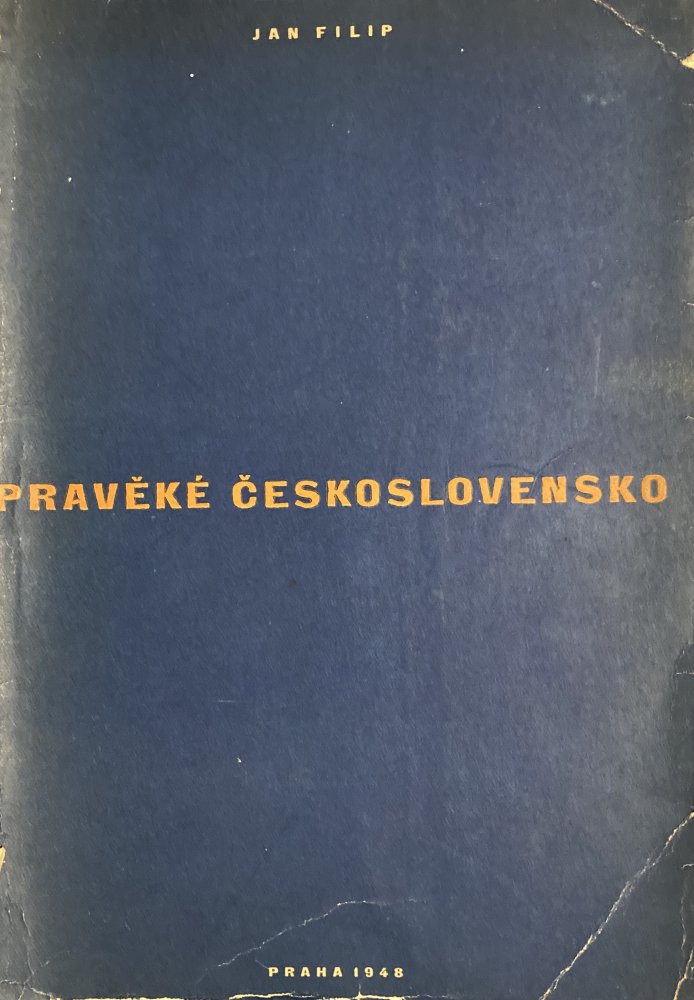 JAN FILIP
PRAVĚKÉ ČESKOSLOVENSKO
PRAHA 1948